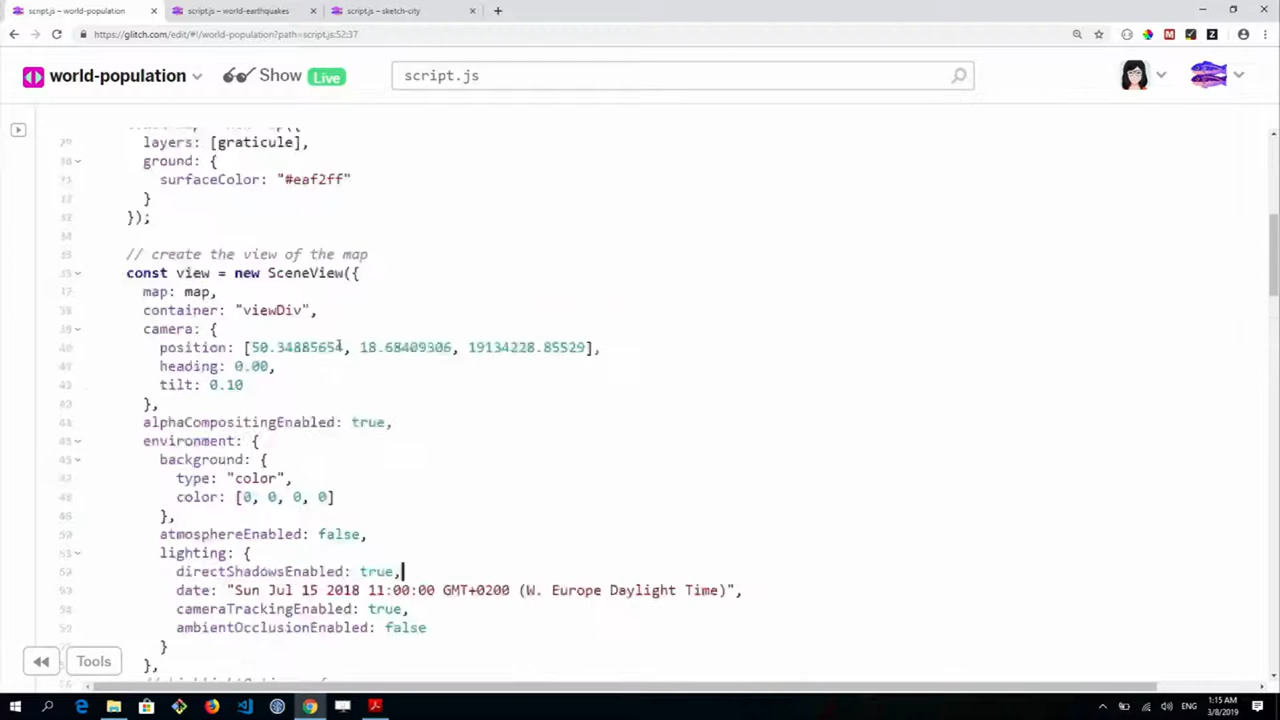 script.js – world-population
script.js – world-earthquakes
script.js – sketch-city
https://glitch.com/edit/#!/world-population?path=script.js:52:37
world-population
Show
Live
script.js
layers: [graticule],
ground: {
surfaceColor: "#eaf2ff"
}
});
// create the view of the map
const view = new SceneView({
map: map,
container: "viewDiv",
camera: {
position: [50.34885654, 18.68409306, 19134228.85529],
heading: 0.00,
tilt: 0.10
},
alphaCompositingEnabled: true,
environment: {
background: {
type: "color",
color: [0, 0, 0, 0]
},
atmosphereEnabled: false,
lighting: {
directShadowsEnabled: true,
date: "Sun Jul 15 2018 11:00:00 GMT+0200 (W. Europe Daylight Time)",
cameraTrackingEnabled: true,
ambientOcclusionEnabled: false
}
},
Tools
1:15 AM
3/8/2019